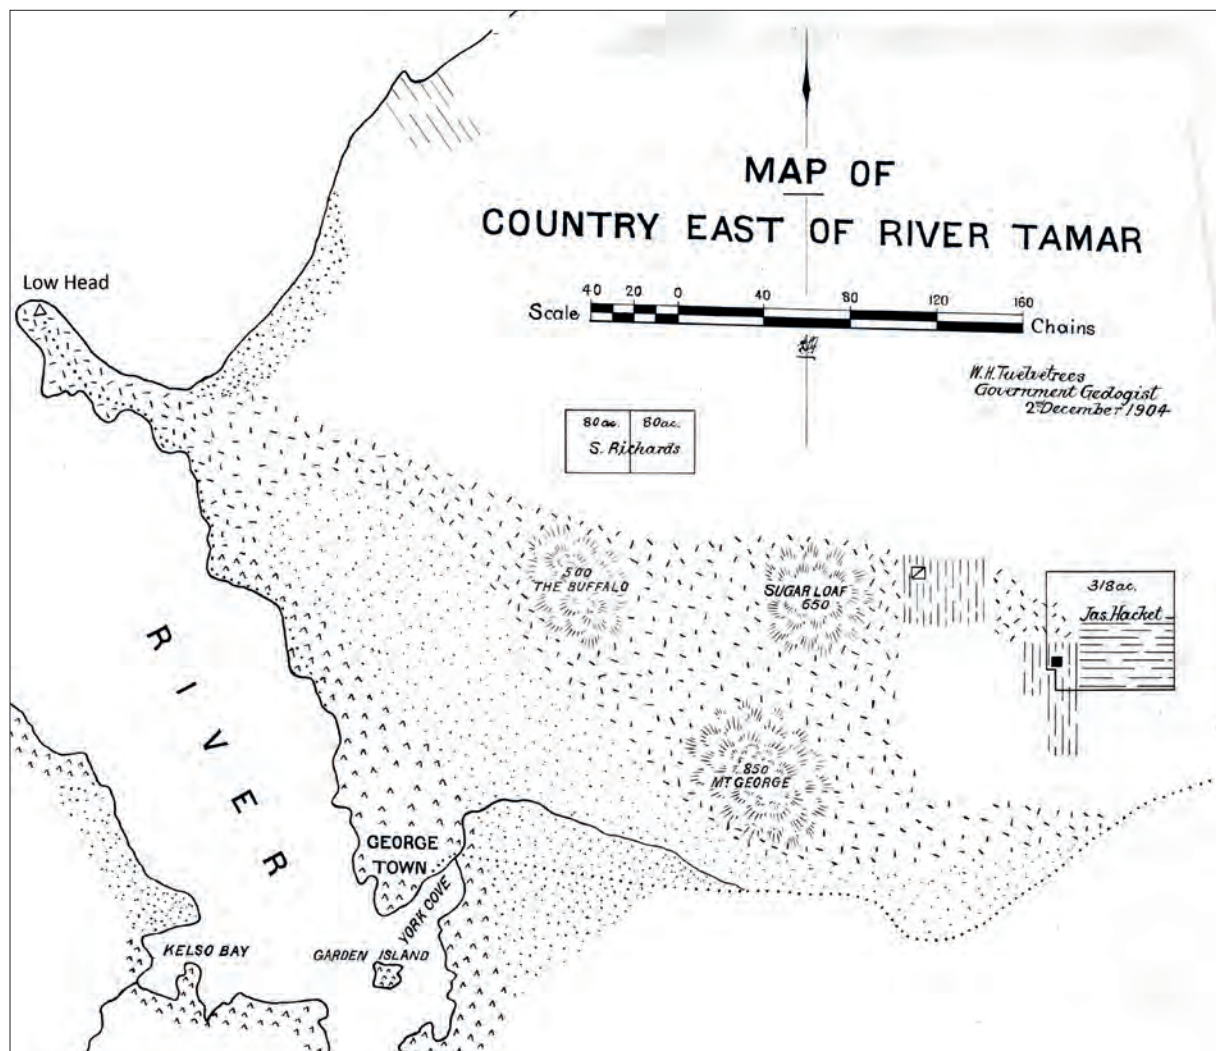 MAP OF
COUNTRY EAST OF RIVER TAMAR
Low Head
40 20 0 40 80 120 160
Scale Chains
W.H. Twelvetrees
Government Geologist
2nd December 1904
80ac. 80ac.
S. Richards
500
THE BUFFALO
SUGAR LOAF
650
318ac.
Jas. Hacket
RIVER
850
MT GEORGE
GEORGE
TOWN
YORK COVE
KELSO BAY
GARDEN ISLAND